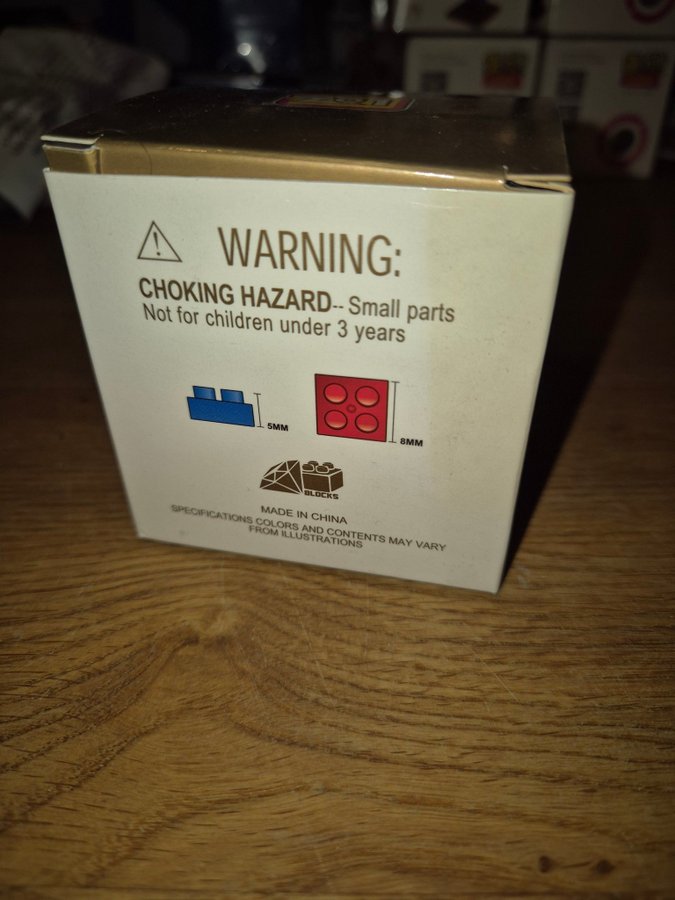 WARNING:
CHOKING HAZARD-- Small parts
Not for children under 3 years
5MM
8MM
BLOCKS
MADE IN CHINA
SPECIFICATIONS COLORS AND CONTENTS MAY VARY
FROM ILLUSTRATIONS